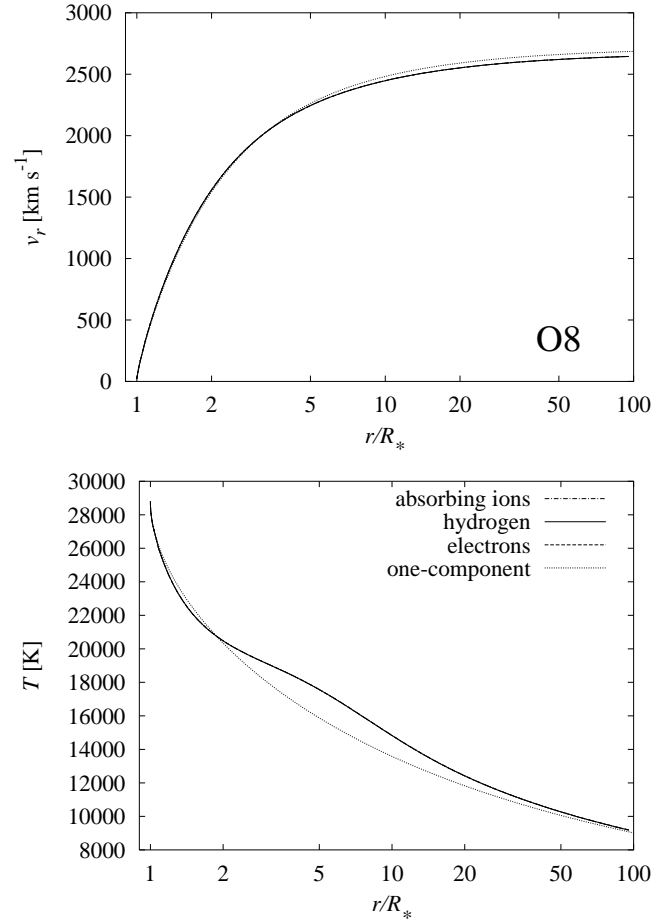 3000
2500
2000
1500
1000
500
0
v_r [km s⁻¹]
O8
1 2 5 10 20 50 100
r/R_*
30000
28000
26000
24000
22000
20000
18000
16000
14000
12000
10000
8000
T [K]
absorbing ions
hydrogen
electrons
one-component
1 2 5 10 20 50 100
r/R_*